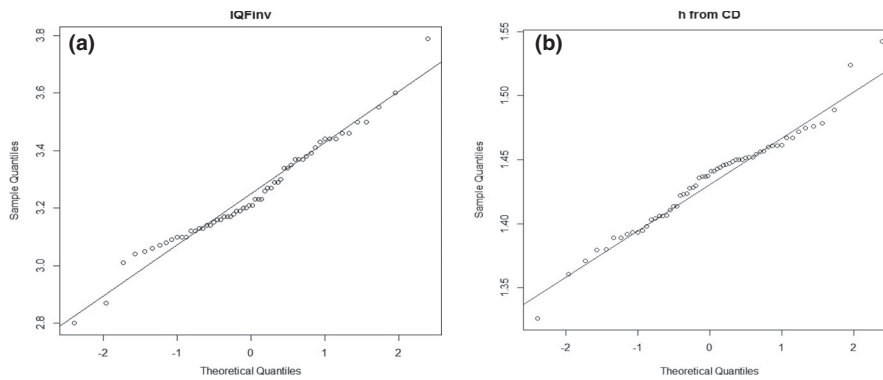 IQFinv
(a)
3.8
3.6
3.4
3.2
3.0
2.8
Sample Quantiles
-2 -1 0 1 2
Theoretical Quantiles
h from CD
(b)
1.55
1.50
1.45
1.40
1.35
Sample Quantiles
-2 -1 0 1 2
Theoretical Quantiles